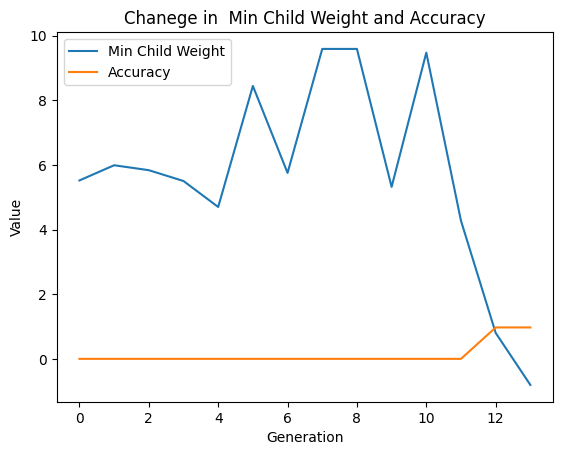 Chanege in  Min Child Weight and Accuracy
Min Child Weight
Accuracy
Value
10
8
6
4
2
0
0 2 4 6 8 10 12
Generation